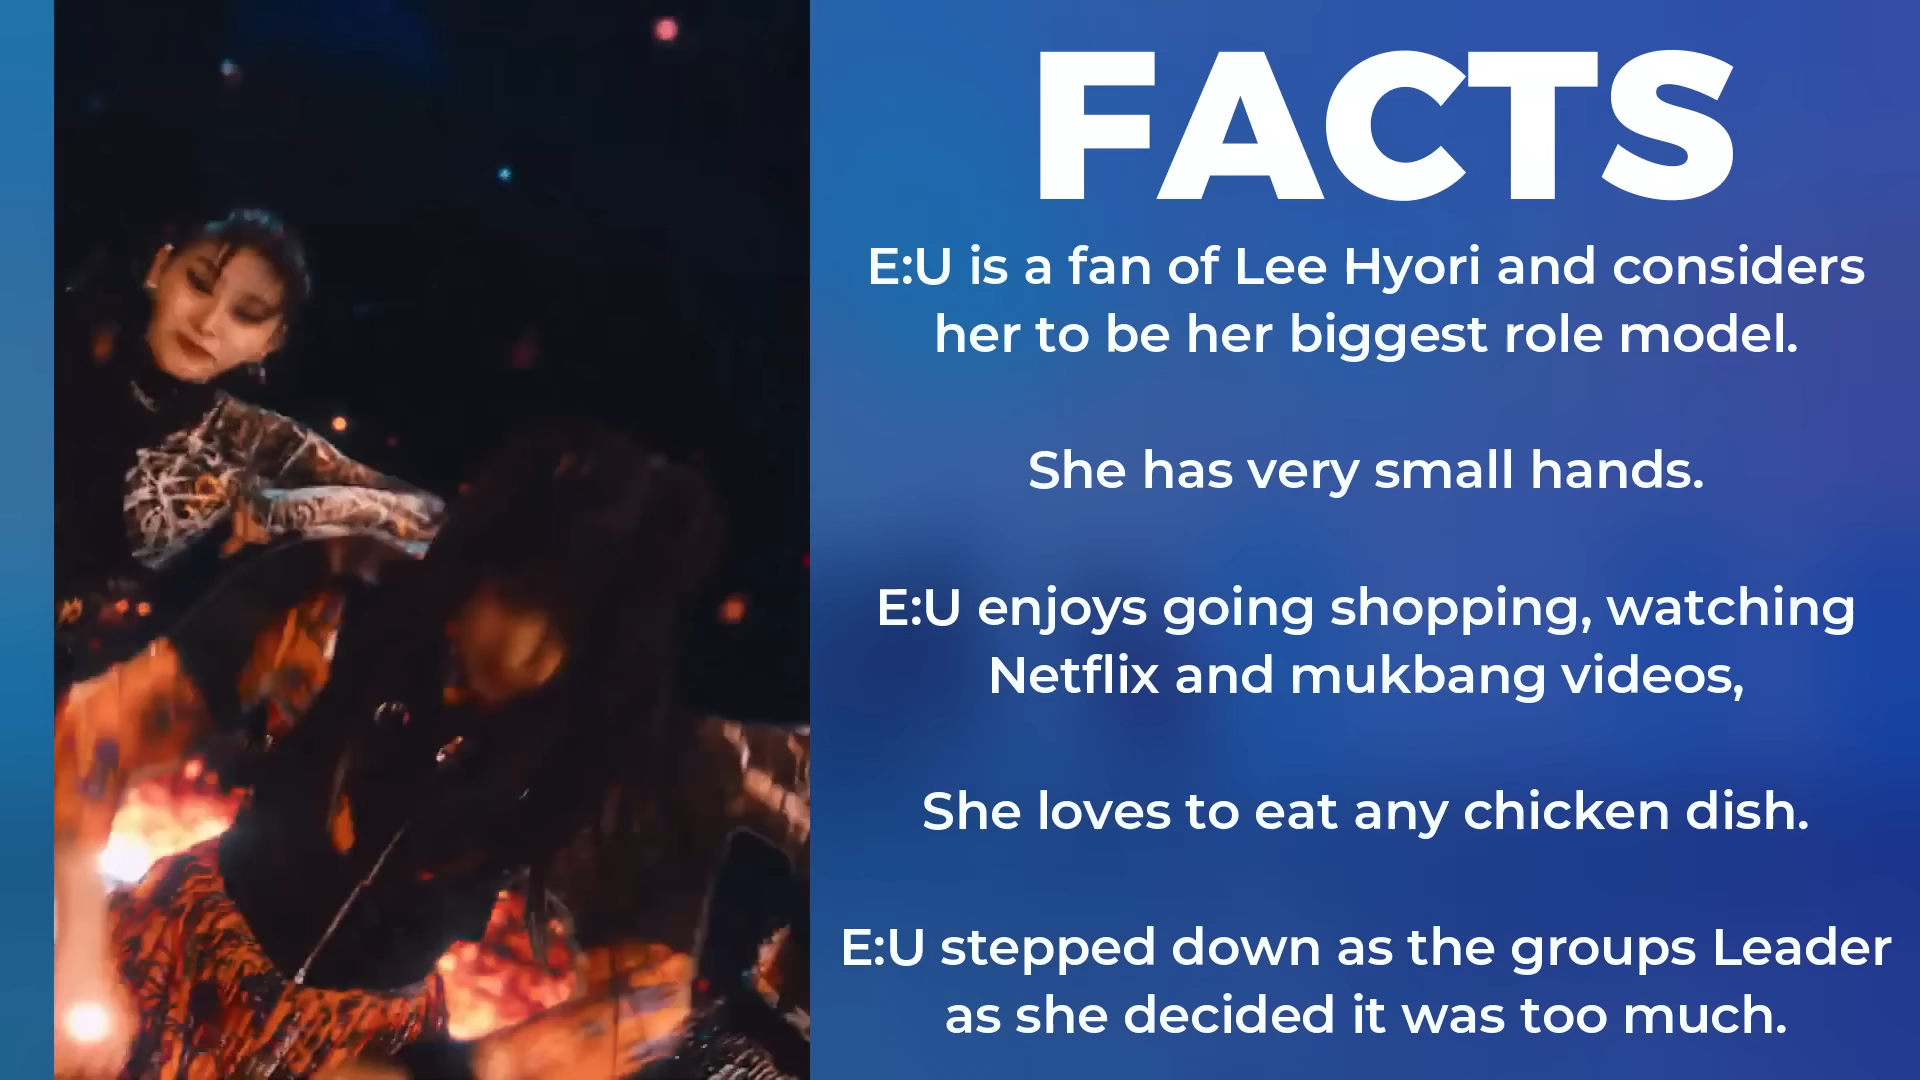 FACTS
E:U is a fan of Lee Hyori and considers
her to be her biggest role model.
She has very small hands.
E:U enjoys going shopping, watching
Netflix and mukbang videos,
She loves to eat any chicken dish.
E:U stepped down as the groups Leader
as she decided it was too much.